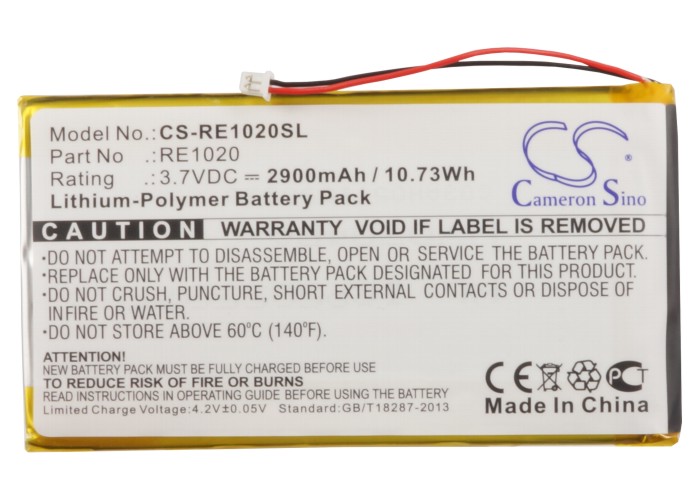 Model No.: CS-RE1020SL
Part No : RE1020
Rating : 3.7VDC ⎓ 2900mAh / 10.73Wh
Lithium-Polymer Battery Pack
CS
Cameron Sino
CAUTION WARRANTY VOID IF LABEL IS REMOVED
●DO NOT ATTEMPT TO DISASSEMBLE, OPEN OR SERVICE THE BATTERY PACK.
●REPLACE ONLY WITH THE BATTERY DESIGNATED FOR THIS PRODUCT.
●DO NOT CRUSH, PUNCTURE, SHORT EXTERNAL CONTACTS OR DISPOSE OF
INFIRE OR WATER.
●DO NOT STORE ABOVE 60°C (140°F).
ATTENTION!
NEW BATTERY PACK MUST BE FULLY CHARGED BEFORE USE.
TO REDUCE RISK OF FIRE OR BURNS
READ INSTRUCTIONS IN OPERATING GUIDE BEFORE USING THE BATTERY.
Limited Charge Voltage:4.2V±0.05V Standard:GB/T18287-2013
CE PCT
Made In China